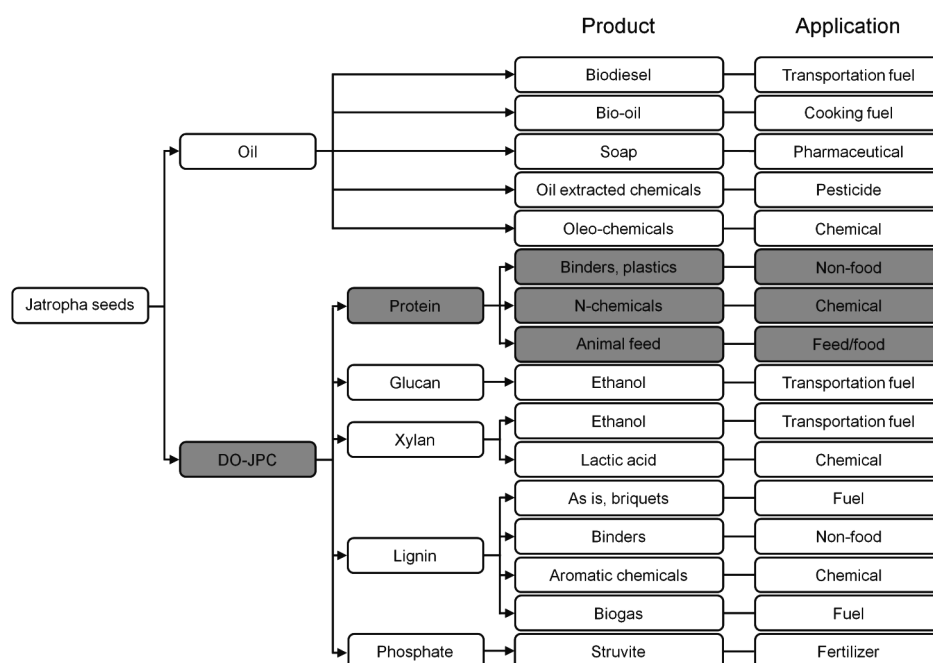 Product Application
Biodiesel Transportation fuel
Bio-oil Cooking fuel
Oil Soap Pharmaceutical
Oil extracted chemicals Pesticide
Oleo-chemicals Chemical
Binders, plastics Non-food
Jatropha seeds Protein N-chemicals Chemical
Animal feed Feed/food
Glucan Ethanol Transportation fuel
Ethanol Transportation fuel
Xylan
DO-JPC Lactic acid Chemical
As is, briquets Fuel
Binders Non-food
Lignin
Aromatic chemicals Chemical
Biogas Fuel
Phosphate Struvite Fertilizer